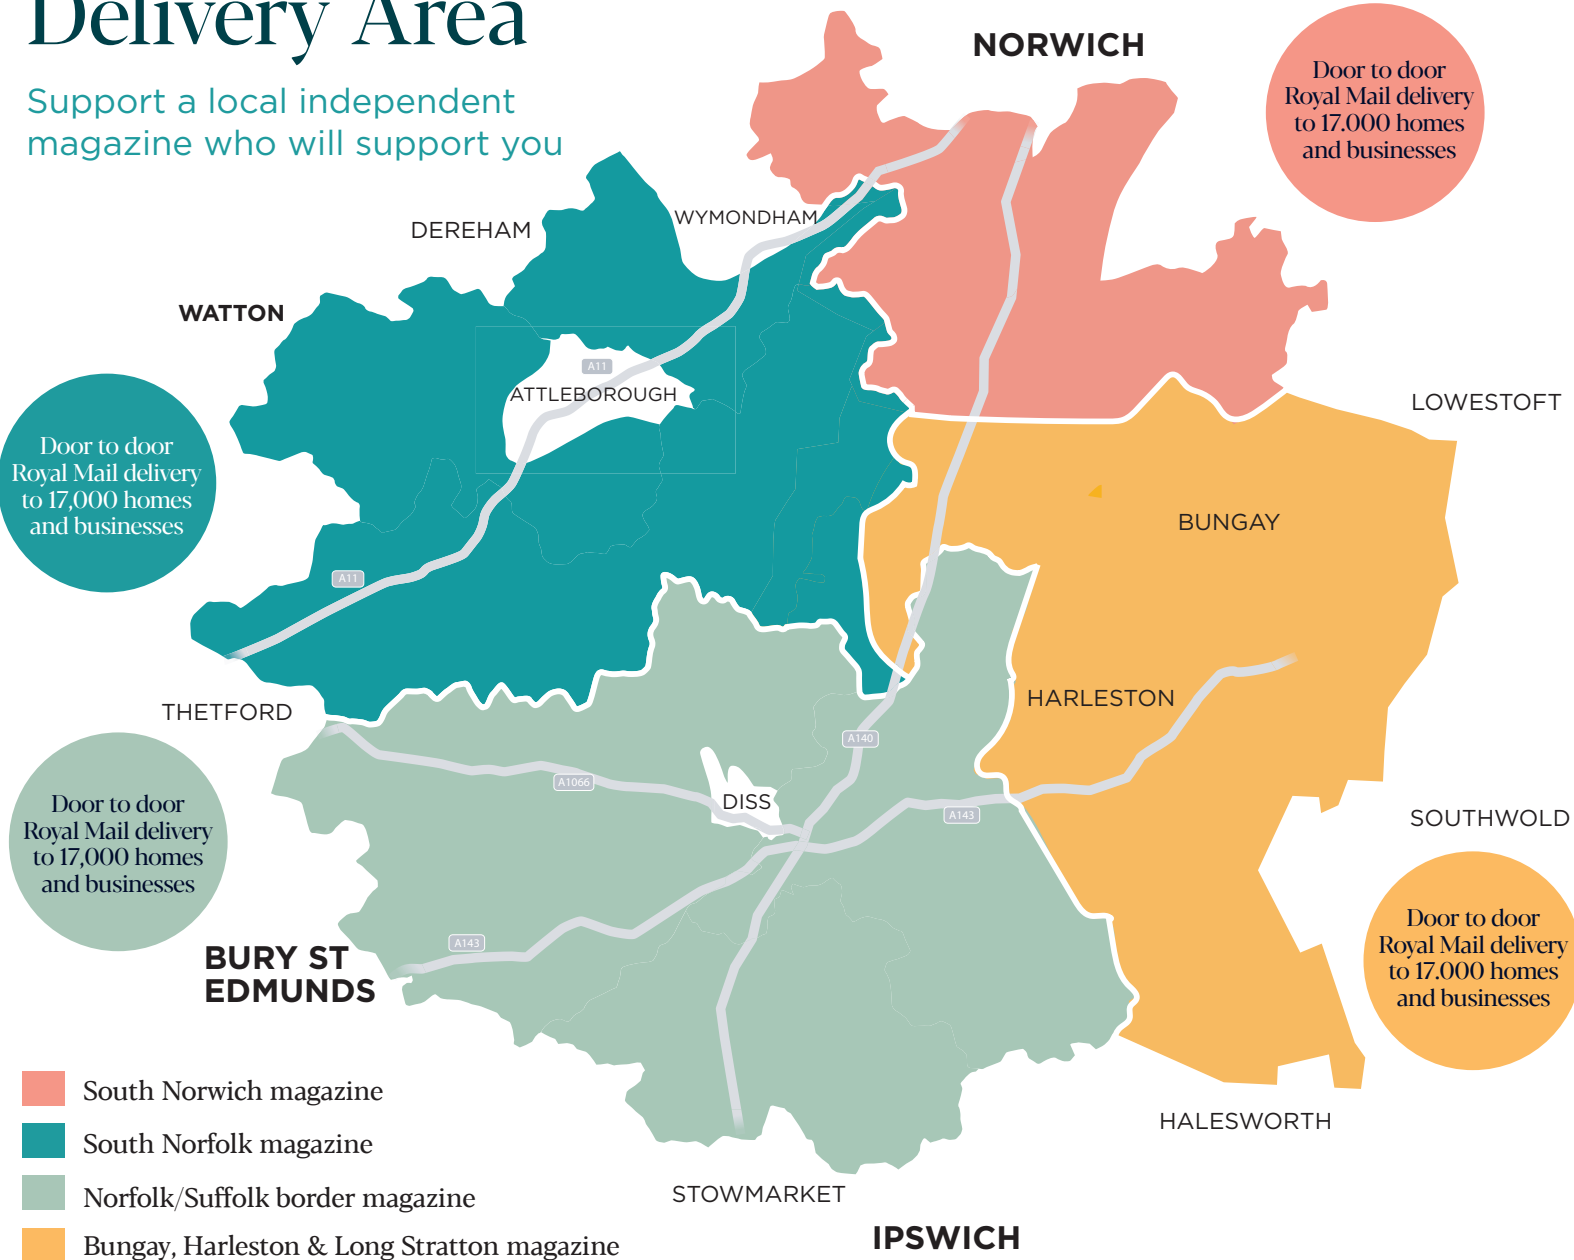 Delivery Area
Support a local independent
magazine who will support you
NORWICH
Door to door
Royal Mail delivery
to 17.000 homes
and businesses
DEREHAM
WYMONDHAM
WATTON
A11
ATTLEBOROUGH
LOWESTOFT
Door to door
Royal Mail delivery
to 17,000 homes
and businesses
BUNGAY
A11
THETFORD
HARLESTON
A140
A1066
DISS
A143
SOUTHWOLD
Door to door
Royal Mail delivery
to 17,000 homes
and businesses
A143
BURY ST
EDMUNDS
Door to door
Royal Mail delivery
to 17.000 homes
and businesses
HALESWORTH
STOWMARKET
IPSWICH
South Norwich magazine
South Norfolk magazine
Norfolk/Suffolk border magazine
Bungay, Harleston & Long Stratton magazine